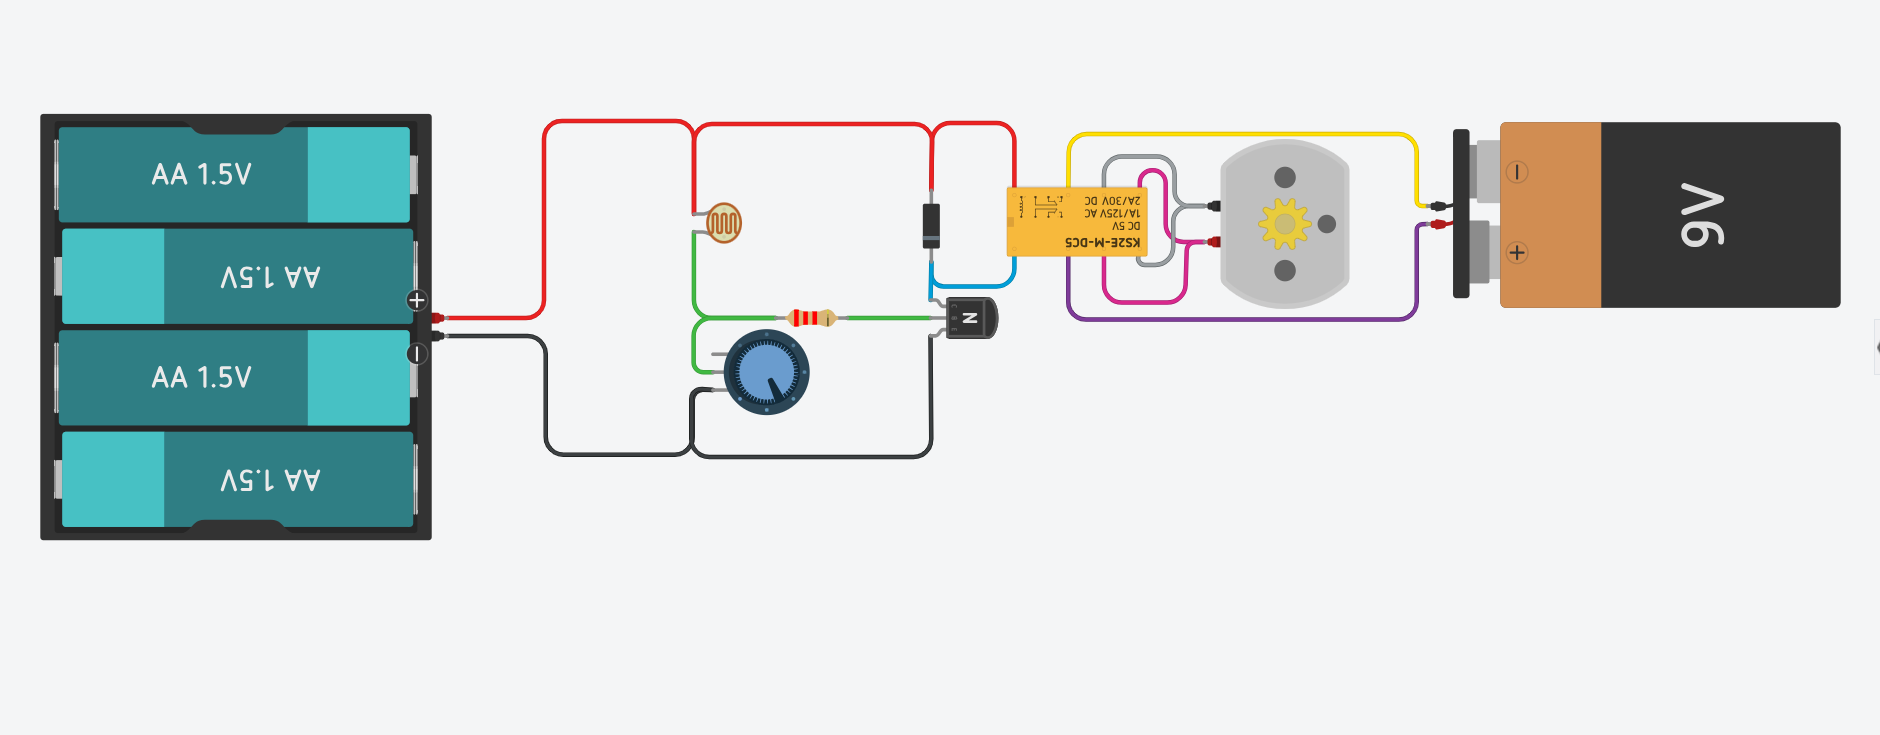 AA 1.5V
AA 1.5V
+
AA 1.5V
−
AA 1.5V
KS2E-M-DC5
DC 5V
1A/125V AC
2A/30V DC
N
−
+
9V